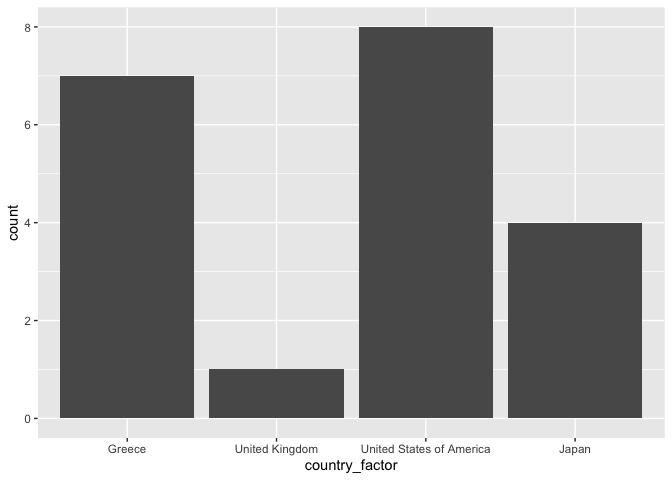 8
6
4
2
0
count
Greece
United Kingdom
United States of America
Japan
country_factor